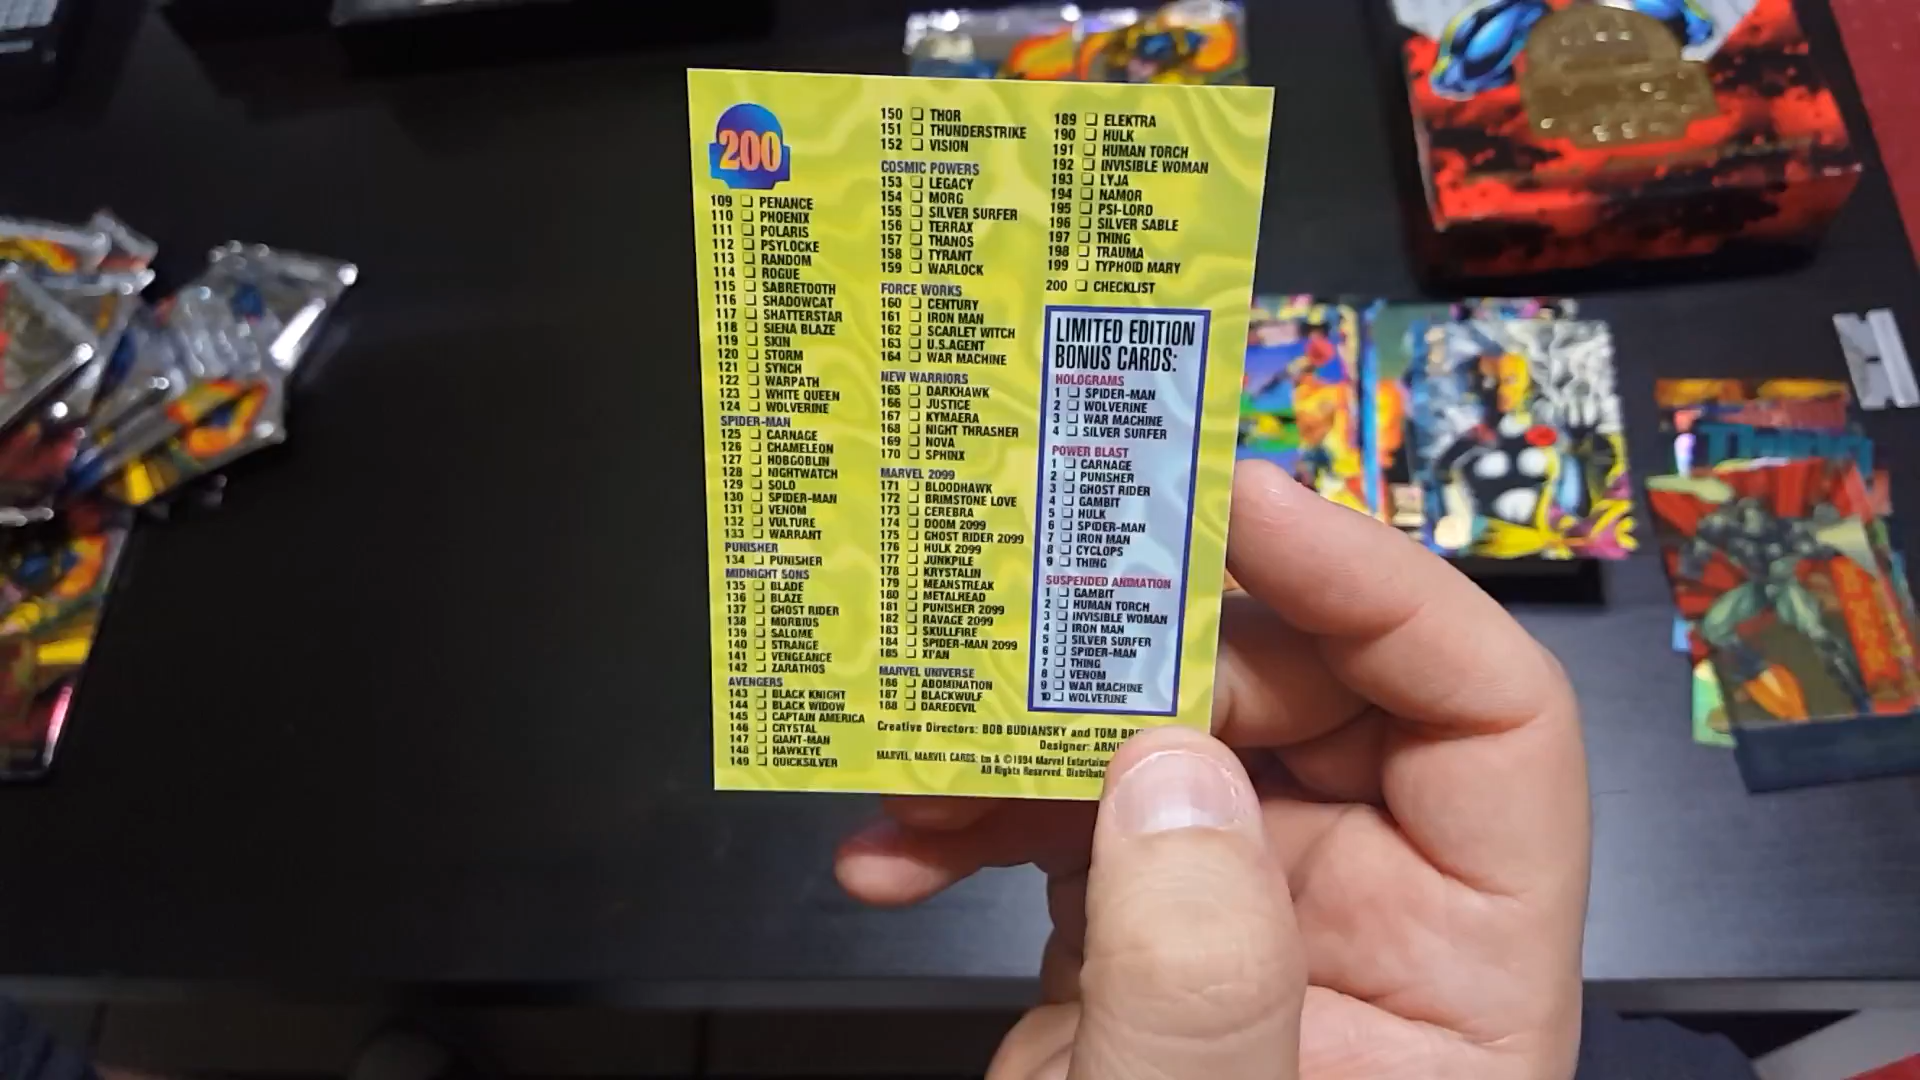 200
109 PENANCE
110 PHOENIX
111 POLARIS
112 PSYLOCKE
113 RANDOM
114 ROGUE
115 SABRETOOTH
116 SHADOWCAT
117 SHATTERSTAR
118 SIENA BLAZE
119 SKIN
120 STORM
121 SYNCH
122 WARPATH
123 WHITE QUEEN
124 WOLVERINE
SPIDER-MAN
125 CARNAGE
126 CHAMELEON
127 HOBGOBLIN
128 NIGHTWATCH
129 SOLO
130 SPIDER-MAN
131 VENOM
132 VULTURE
133 WARRANT
PUNISHER
134 PUNISHER
MIDNIGHT SONS
135 BLADE
136 BLAZE
137 GHOST RIDER
138 MORBIUS
139 SALOME
140 STRANGE
141 VENGEANCE
142 ZARATHOS
AVENGERS
143 BLACK KNIGHT
144 BLACK WIDOW
145 CAPTAIN AMERICA
146 CRYSTAL
147 GIANT-MAN
148 HAWKEYE
149 QUICKSILVER
150 THOR
151 THUNDERSTRIKE
152 VISION
COSMIC POWERS
153 LEGACY
154 MORG
155 SILVER SURFER
156 TERRAX
157 THANOS
158 TYRANT
159 WARLOCK
FORCE WORKS
160 CENTURY
161 IRON MAN
162 SCARLET WITCH
163 U.S.AGENT
164 WAR MACHINE
NEW WARRIORS
165 DARKHAWK
166 JUSTICE
167 KYMAERA
168 NIGHT THRASHER
169 NOVA
170 SPHINX
MARVEL 2099
171 BLOODHAWK
172 BRIMSTONE LOVE
173 CEREBRA
174 DOOM 2099
175 GHOST RIDER 2099
176 HULK 2099
177 JUNKPILE
178 KRYSTALIN
179 MEANSTREAK
180 METALHEAD
181 PUNISHER 2099
182 RAVAGE 2099
183 SKULLFIRE
184 SPIDER-MAN 2099
185 XI'AN
MARVEL UNIVERSE
186 ABOMINATION
187 BLACKWULF
188 DAREDEVIL
189 ELEKTRA
190 HULK
191 HUMAN TORCH
192 INVISIBLE WOMAN
193 LYJA
194 NAMOR
195 PSI-LORD
196 SILVER SABLE
197 THING
198 TRAUMA
199 TYPHOID MARY
200 CHECKLIST
LIMITED EDITION
BONUS CARDS:
HOLOGRAMS
1 SPIDER-MAN
2 WOLVERINE
3 WAR MACHINE
4 SILVER SURFER
POWER BLAST
1 CARNAGE
2 PUNISHER
3 GHOST RIDER
4 GAMBIT
5 HULK
6 SPIDER-MAN
7 IRON MAN
8 CYCLOPS
9 THING
SUSPENDED ANIMATION
1 GAMBIT
2 HUMAN TORCH
3 INVISIBLE WOMAN
4 IRON MAN
5 SILVER SURFER
6 SPIDER-MAN
7 THING
8 VENOM
9 WAR MACHINE
10 WOLVERINE
Creative Directors: BOB BUDIANSKY and TOM
Designer:
MARVEL, MARVEL CARDS: tm & ©1994 Marvel
All Rights Reserved.